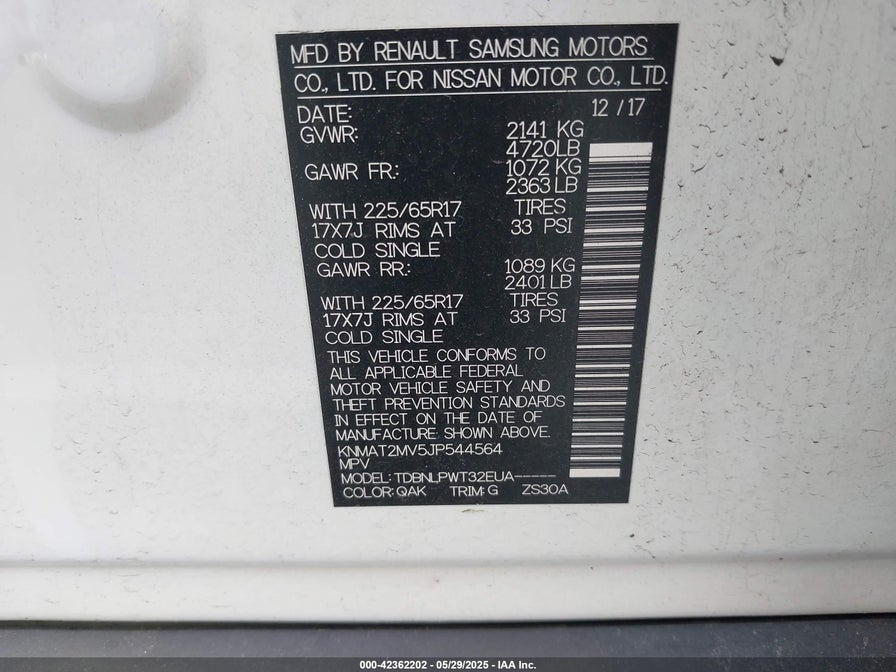 MFD BY RENAULT SAMSUNG MOTORS
CO., LTD. FOR NISSAN MOTOR CO., LTD.
DATE: 12 / 17
GVWR: 2141 KG
4720LB
GAWR FR: 1072 KG
2363 LB
WITH 225/65R17 TIRES
17X7J RIMS AT 33 PSI
COLD SINGLE
GAWR RR: 1089 KG
2401 LB
WITH 225/65R17 TIRES
17X7J RIMS AT 33 PSI
COLD SINGLE
THIS VEHICLE CONFORMS TO
ALL APPLICABLE FEDERAL
MOTOR VEHICLE SAFETY AND
THEFT PREVENTION STANDARDS
IN EFFECT ON THE DATE OF
MANUFACTURE SHOWN ABOVE.
KNMAT2MV5JP544564
MPV
MODEL: TDBNLPWT32EUA-----
COLOR: QAK TRIM: G ZS30A
000-42362202 - 05/29/2025 - IAA Inc.